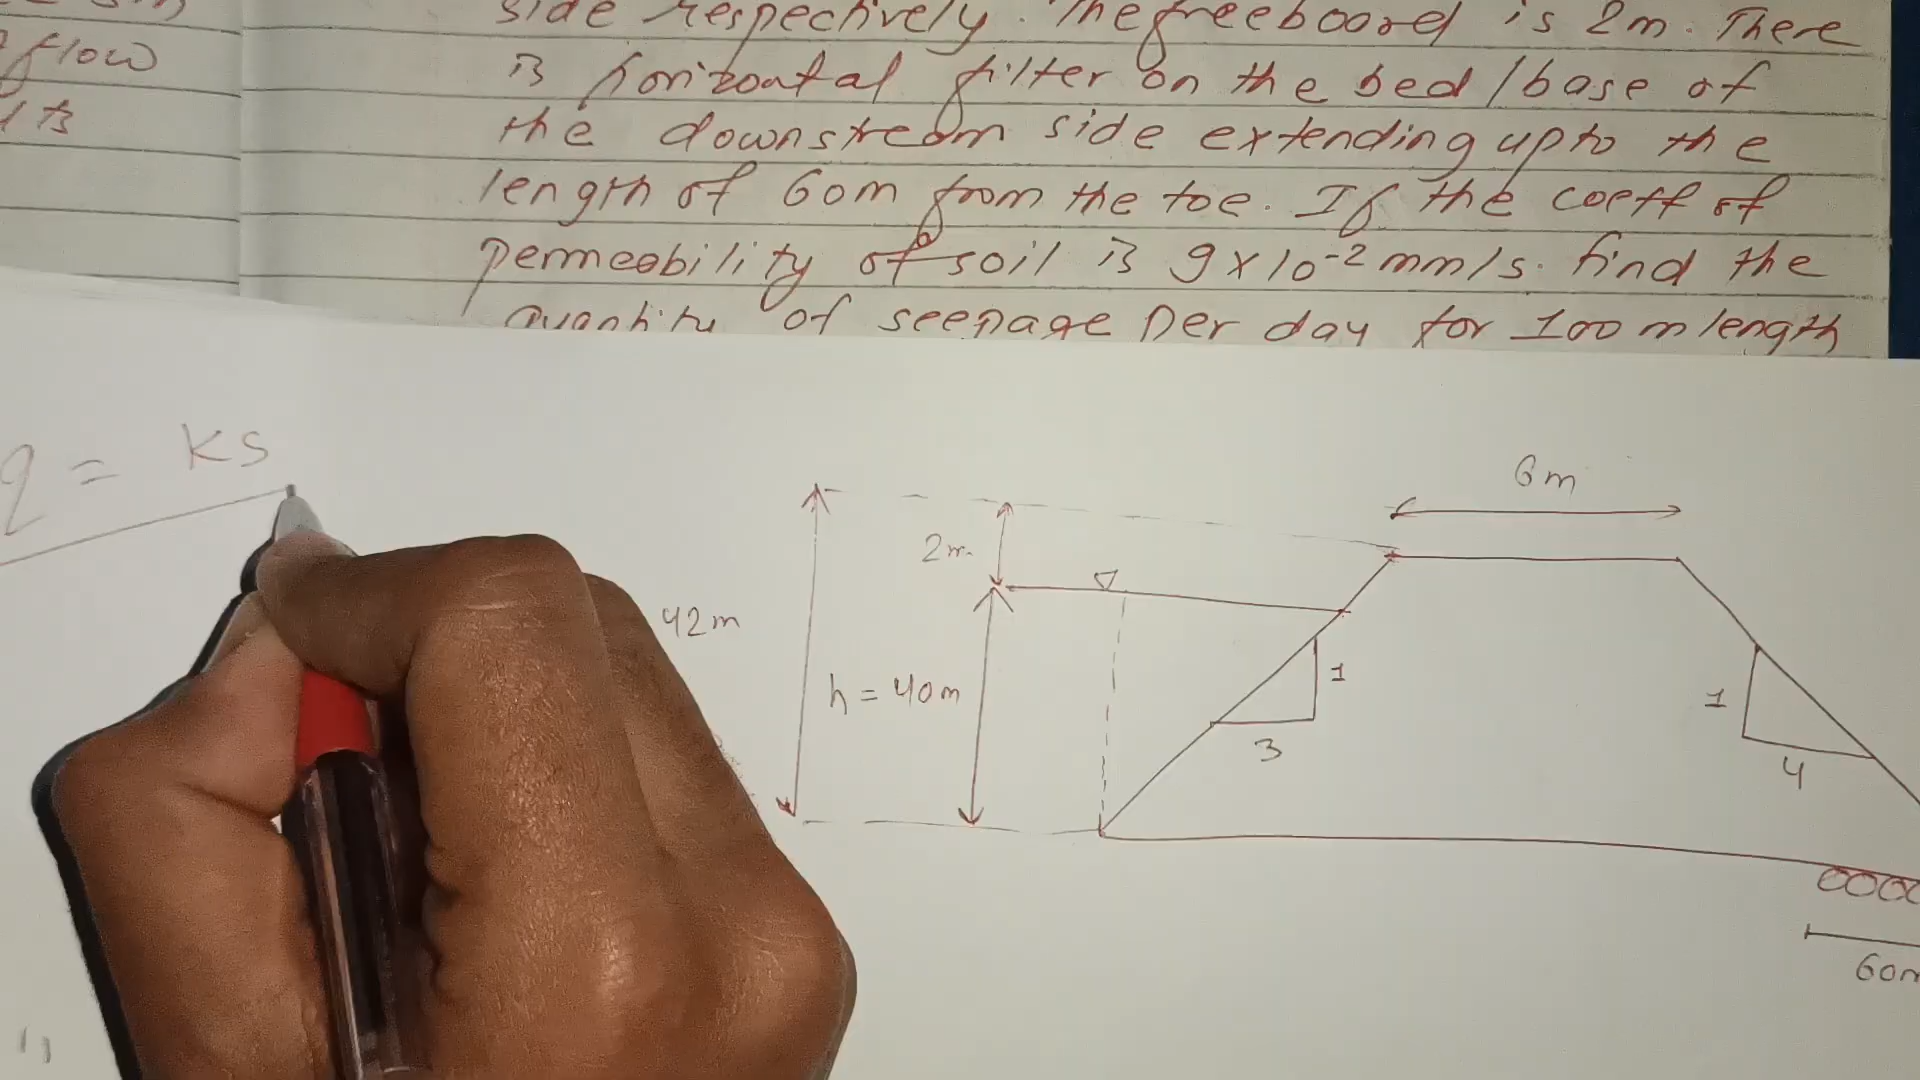 side respectively. The freeboard is 2m. There
flow
is horizontal filter on the bed / base of
the downstream side extending upto the
length of 60m from the toe. If the coeff of
permeability of soil is 9x10-2 mm/s. find the
quantity of seepage per day for 100 m length
q = KS
6m
2m
42m
h = 40m
1
3
1
4
60m